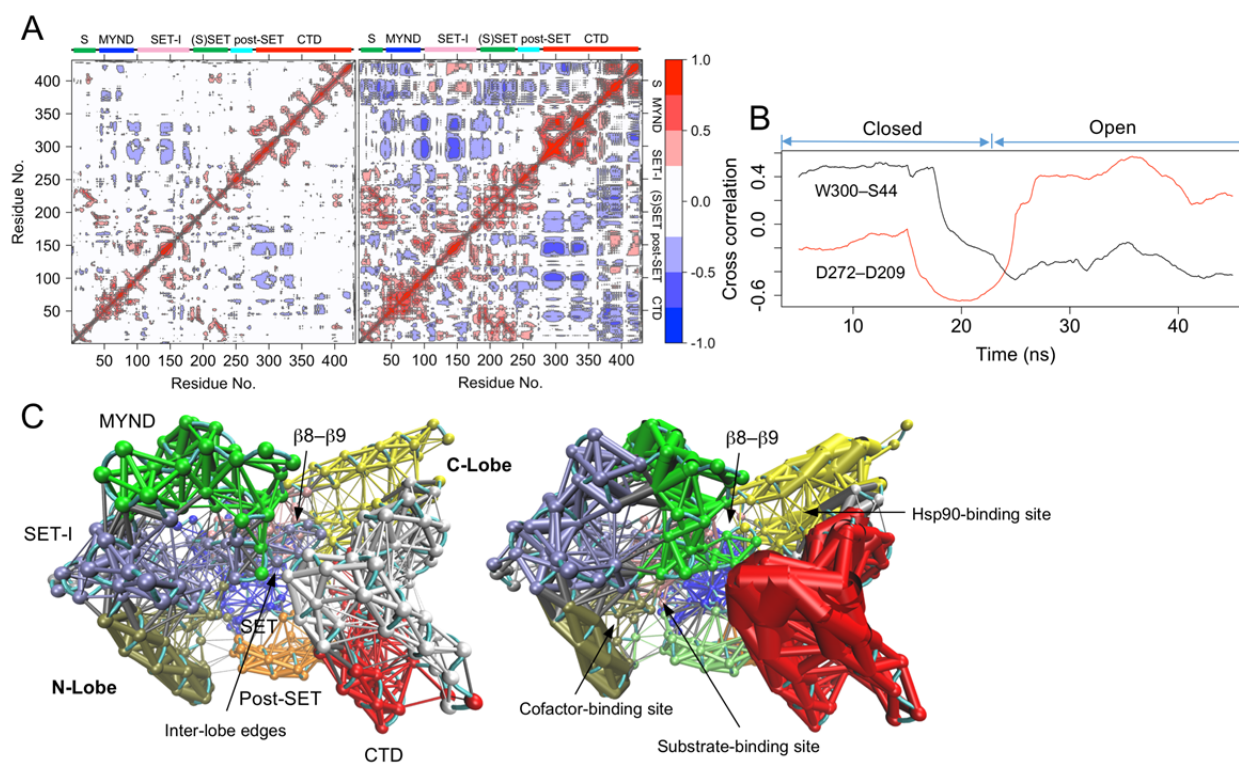 A
S MYND SET-I (S)SET post-SET CTD
S MYND SET-I (S)SET post-SET CTD
Residue No.
400
350
300
250
200
150
100
50
50 100 150 200 250 300 350 400
Residue No.
50 100 150 200 250 300 350 400
Residue No.
S
MYND
SET-I
(S)SET
post-SET
CTD
1.0
0.5
0.0
-0.5
-1.0
B
Closed
Open
Cross correlation
0.4
0.0
-0.6
W300–S44
D272–D209
10 20 30 40
Time (ns)
C
MYND
β8–β9
C-Lobe
SET-I
SET
N-Lobe
Post-SET
Inter-lobe edges
CTD
β8–β9
Hsp90-binding site
Cofactor-binding site
Substrate-binding site